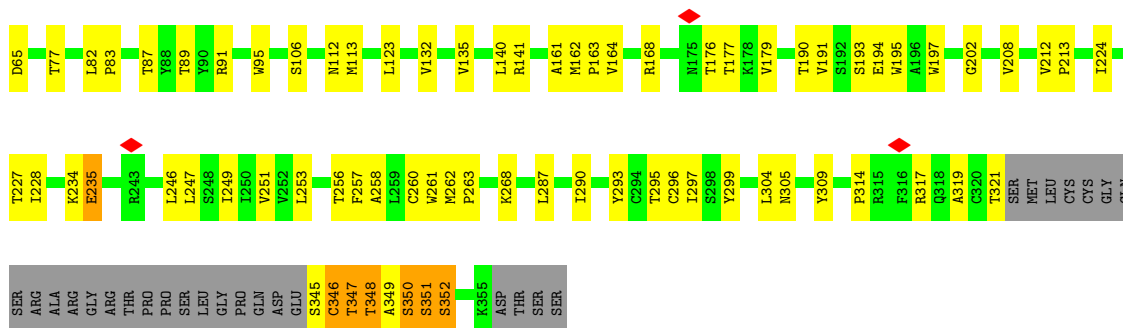 D65 T77 L82 P83 T87 Y88 T89 Y90 R91 W95 S106 N112 M113 L123 V132 V135 L140 R141 A161 M162 P163 V164 R168 N175 T176 T177 K178 V179 T190 V191 S192 S193 E194 W195 A196 W197 G202 V208 V212 P213 I224
T227 I228 K234 E235 R243 L246 L247 S248 I249 I250 V251 V252 L253 T256 F257 A258 L259 C260 W261 M262 P263 K268 L287 I290 Y293 C294 T295 C296 I297 S298 Y299 L304 N305 Y309 P314 R315 F316 R317 Q318 A319 C320 T321 SER MET LEU CYS CYS GLY
SER ARG ALA ARG GLY ARG THR PRO PRO SER LEU GLY PRO GLN ASP GLU S345 C346 T347 T348 A349 S350 S351 S352 K355 ASP THR SER SER